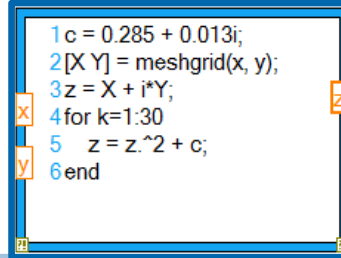 1 c = 0.285 + 0.013i;
2 [X Y] = meshgrid(x, y);
3 z = X + i*Y;
x
4 for k=1:30
z
5 z = z.^2 + c;
y
6 end